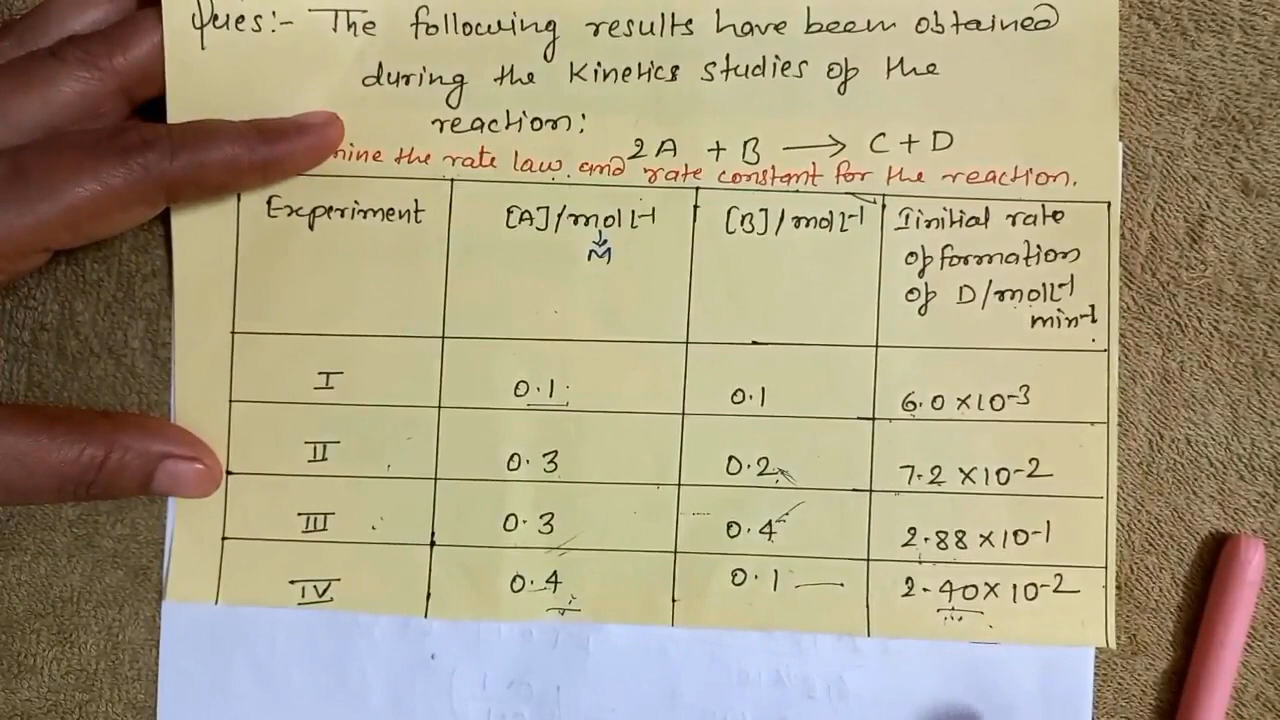 Ques:- The following results have been obtained
during the Kinetics studies of the
reaction:
2A + B → C + D
the rate law and rate constant for the reaction.
Experiment [A]/mol L-1 [B]/mol L-1 Iinitial rate
of formation
of D/mol L-1
min-1
M
I 0.1 0.1 6.0 × 10-3
II 0.3 0.2 7.2 × 10-2
III 0.3 0.4 2.88 × 10-1
IV 0.4 0.1 2.40 × 10-2